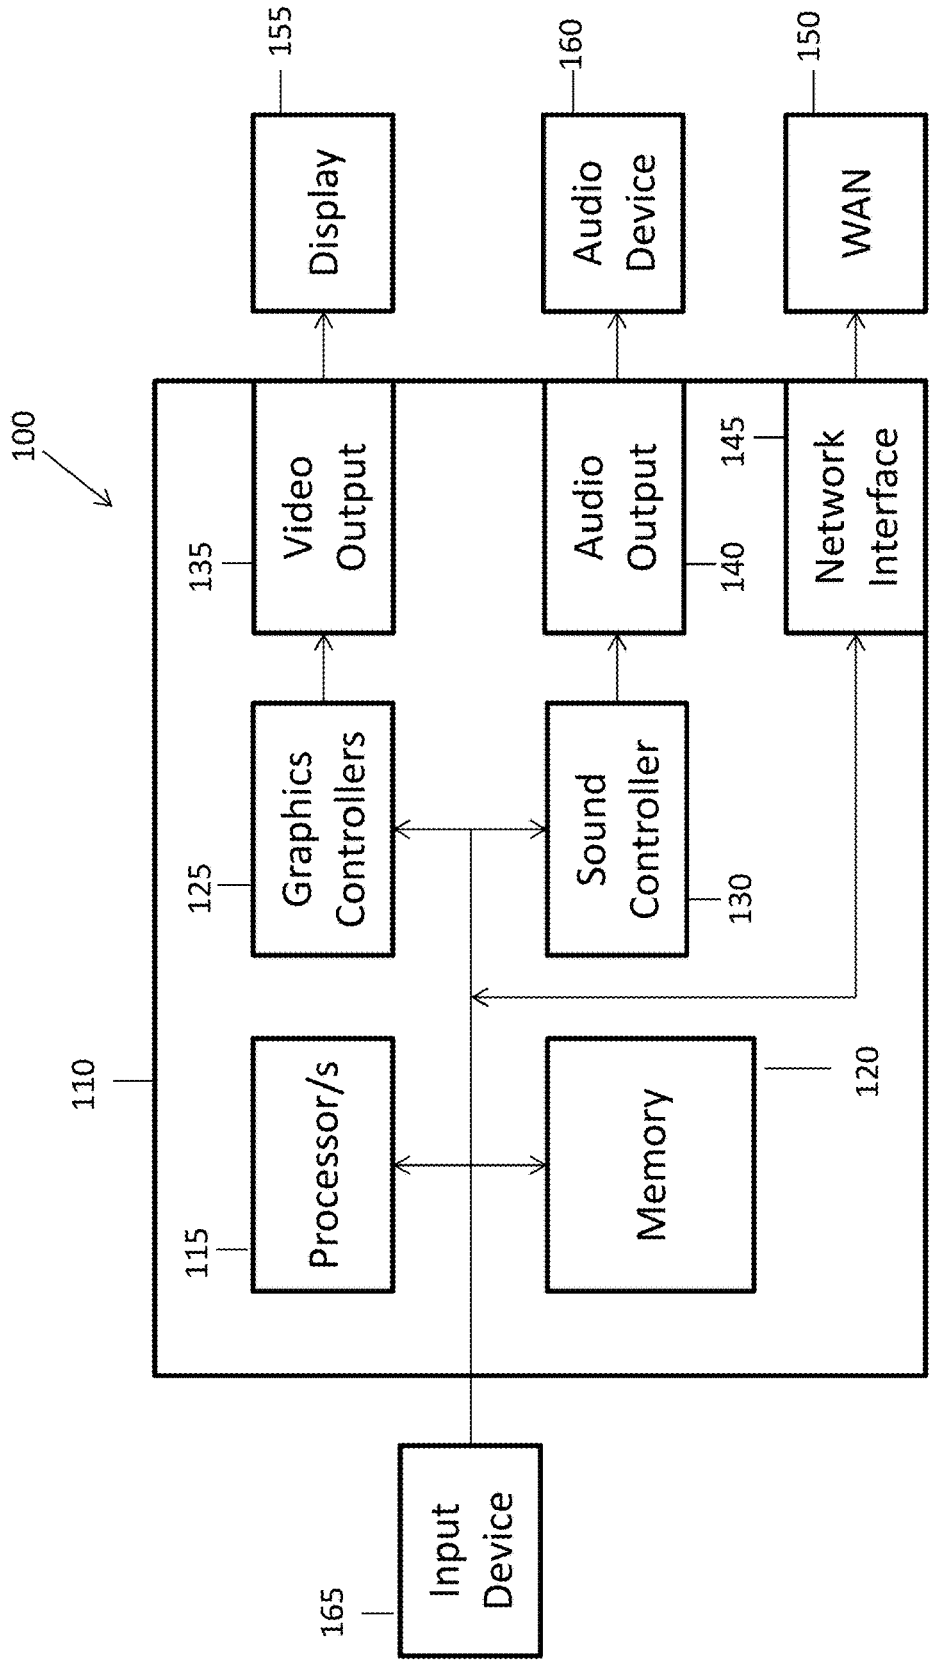 100
110
115
Processor/s
125
Graphics
Controllers
135
Video
Output
155
Display
165
Input
Device
Memory
120
Sound
Controller
130
Audio
Output
140
160
Audio
Device
145
Network
Interface
150
WAN